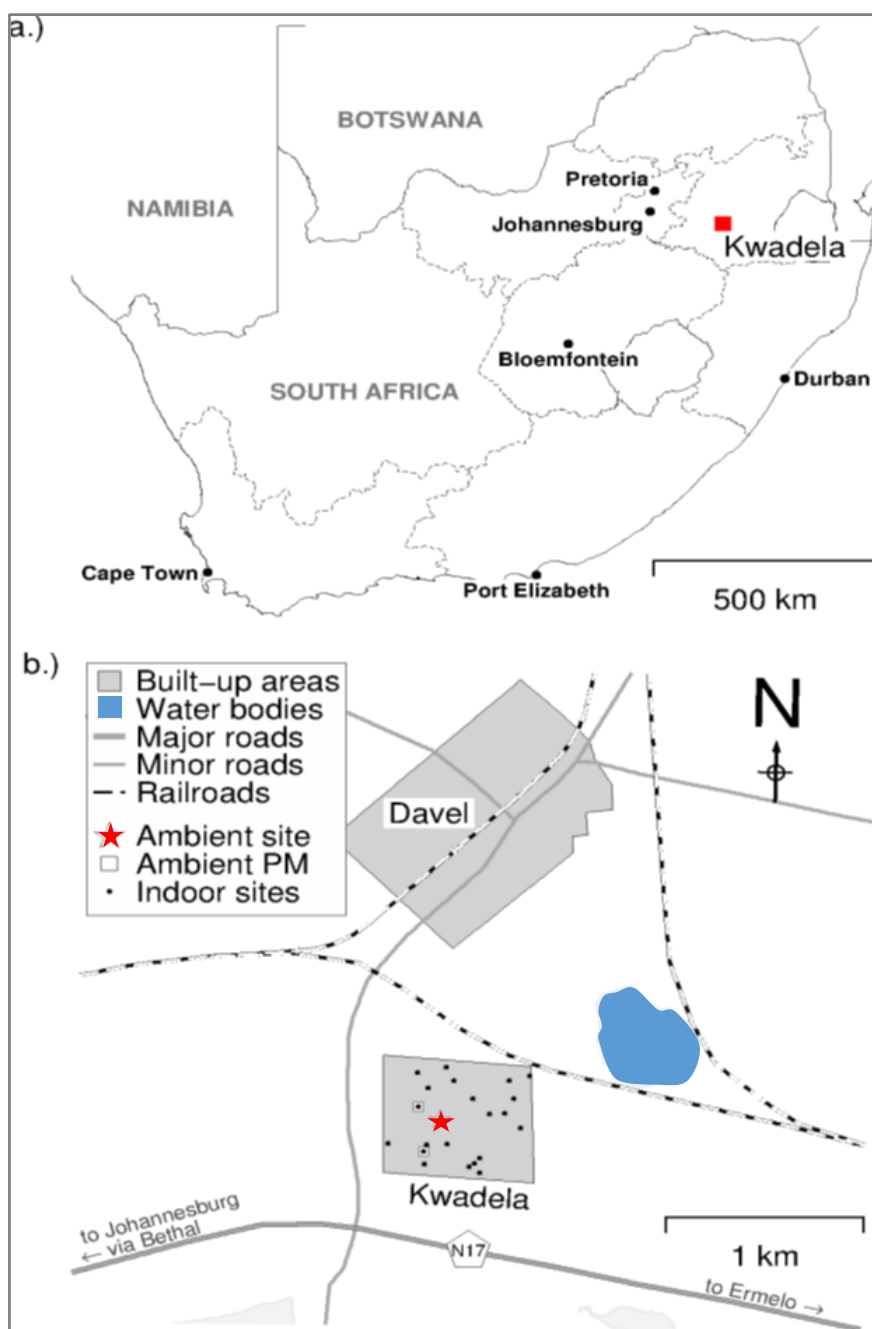 a.)
BOTSWANA
NAMIBIA
Pretoria
Johannesburg
Kwadela
Bloemfontein
SOUTH AFRICA
Durban
Cape Town
Port Elizabeth
500 km
b.)
Built-up areas
Water bodies
Major roads
Minor roads
Railroads
Ambient site
Ambient PM
Indoor sites
N
Davel
Kwadela
to Johannesburg
← via Bethal
N17
1 km
to Ermelo →